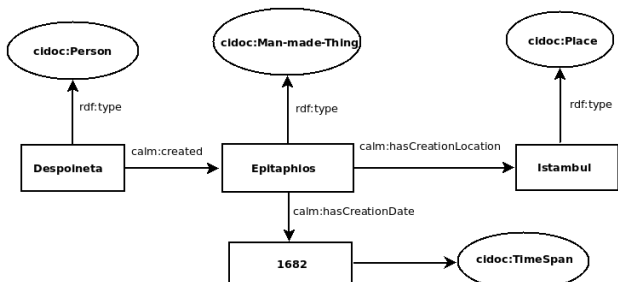 cidoc:Person
cidoc:Man-made-Thing
cidoc:Place
rdf:type
rdf:type
rdf:type
Despoineta
calm:created
Epitaphios
calm:hasCreationLocation
Istambul
calm:hasCreationDate
1682
cidoc:TimeSpan